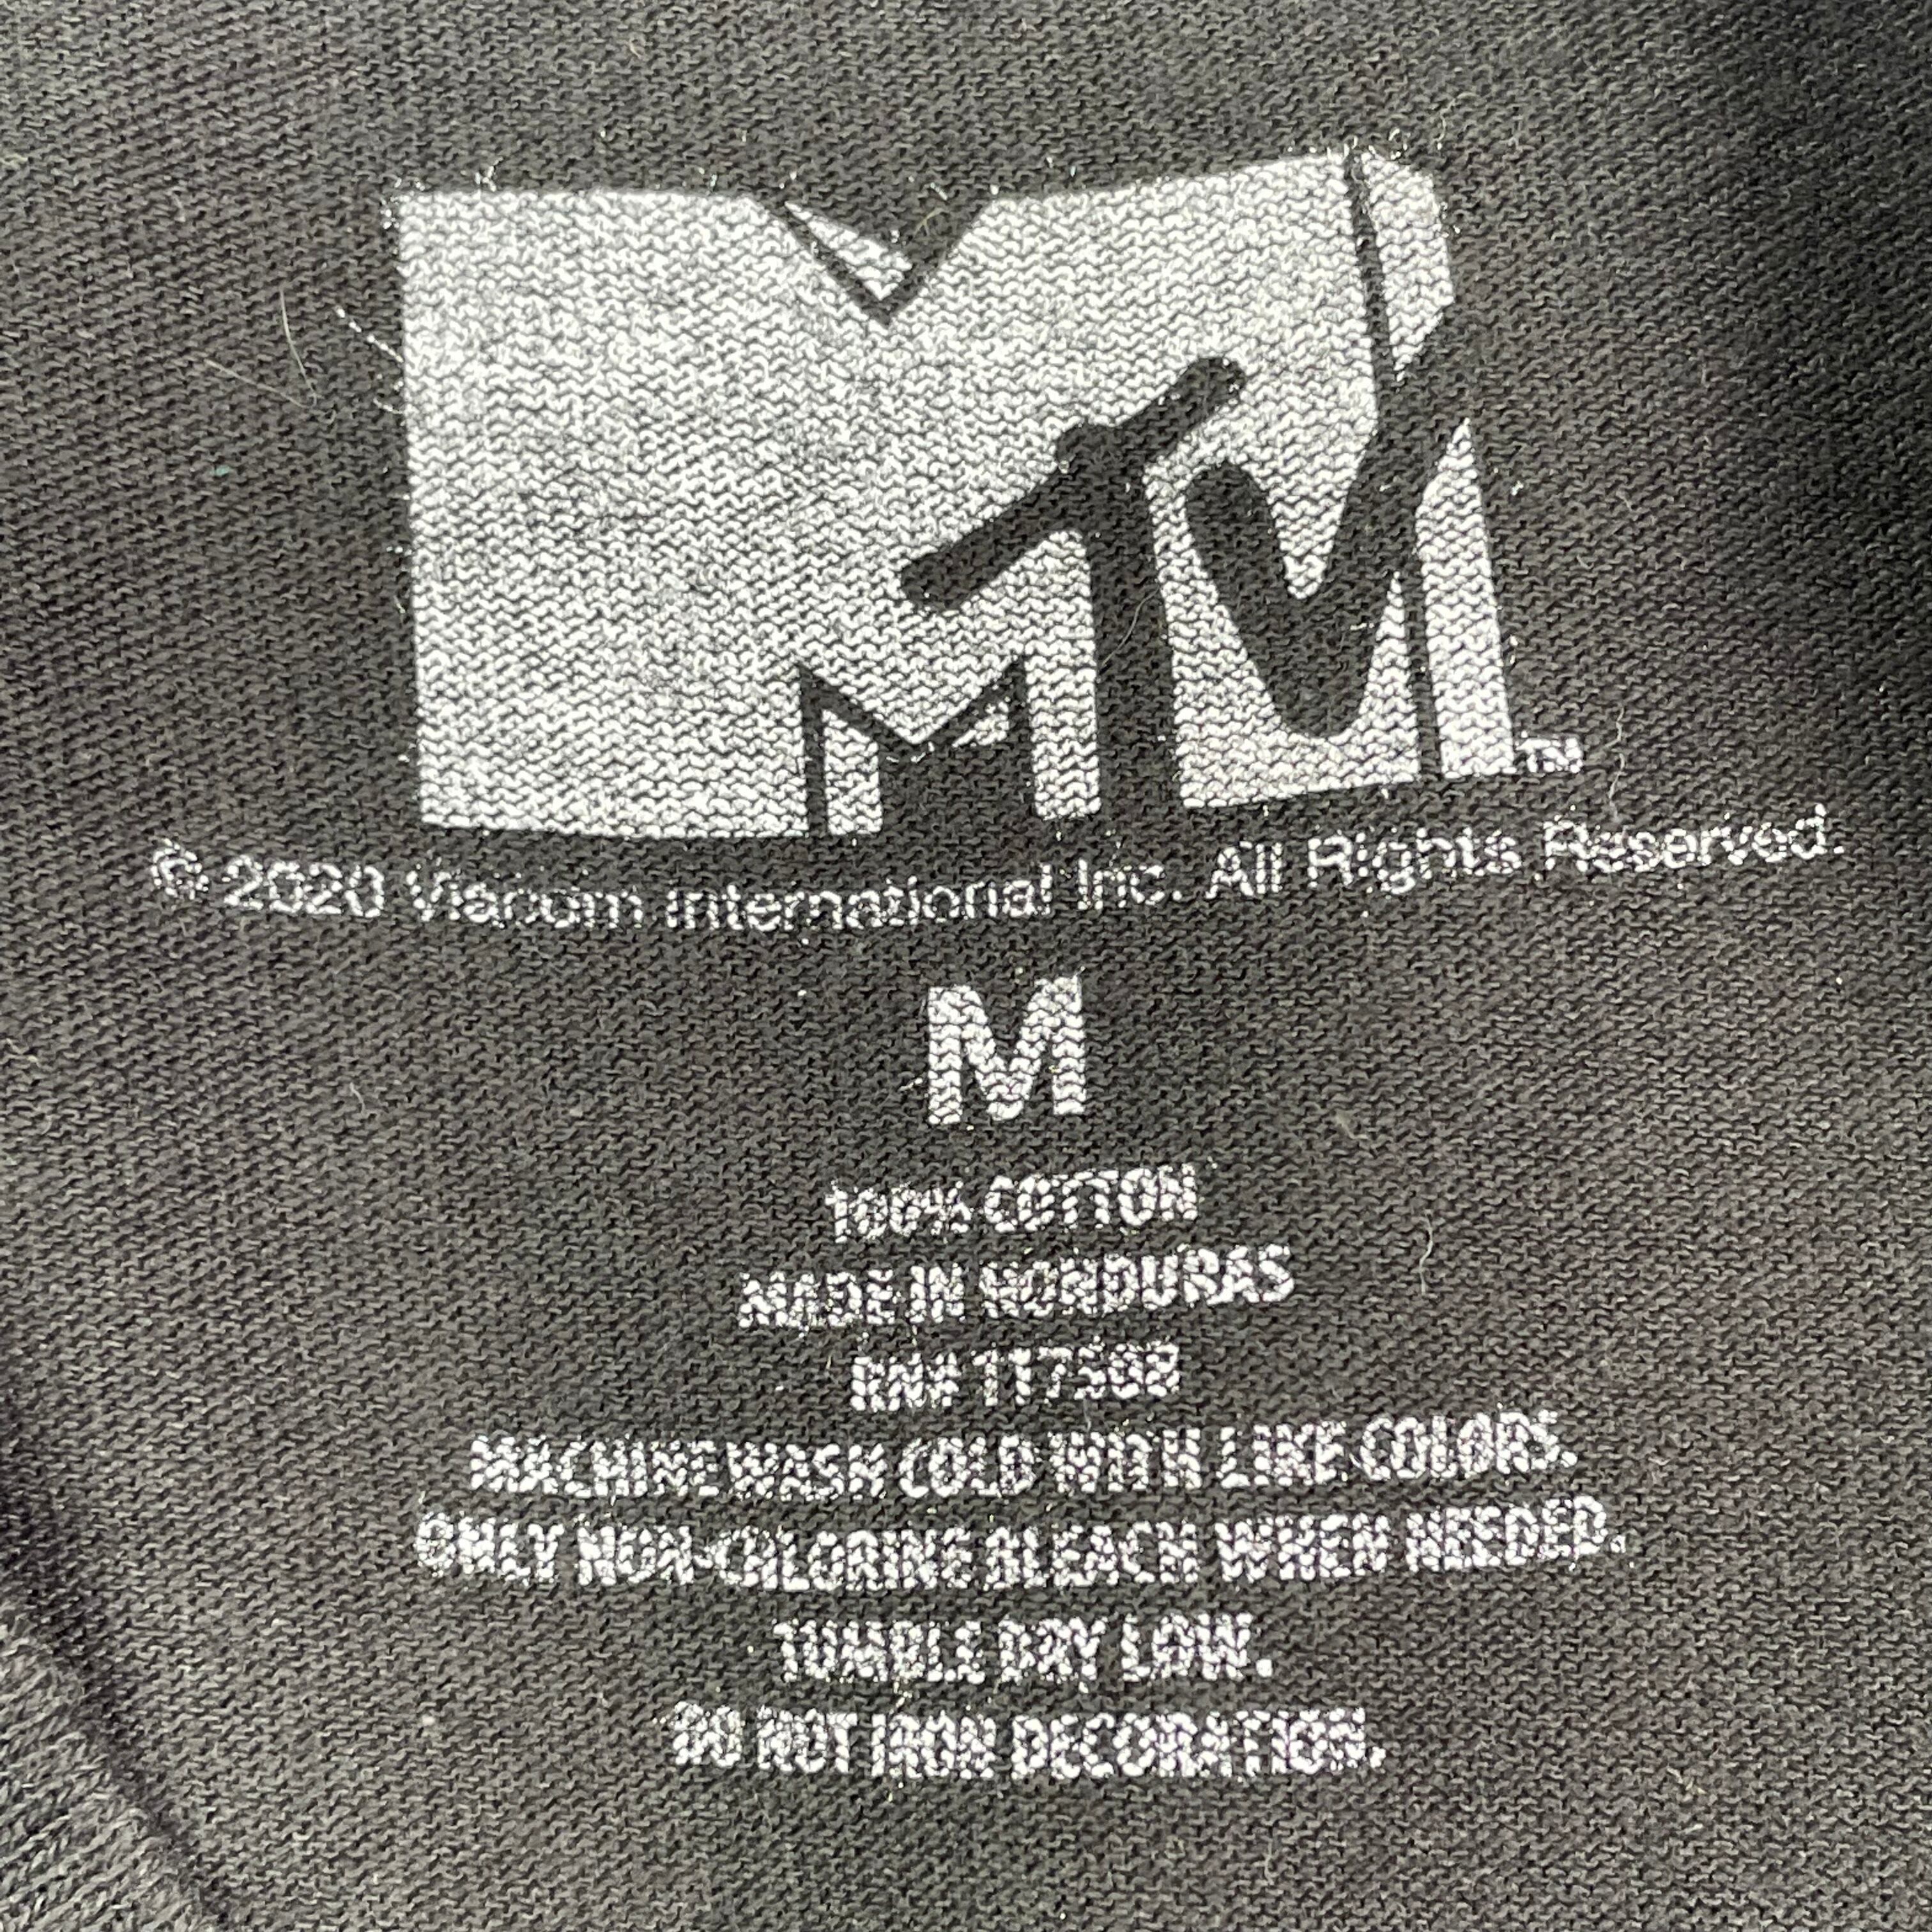 MTV
TM
© 2020 Viacom International Inc. All Rights Reserved.
M
100% COTTON
MADE IN HONDURAS
RN# 117508
MACHINE WASH COLD WITH LIKE COLORS.
ONLY NON-CHLORINE BLEACH WHEN NEEDED.
TUMBLE DRY LOW.
DO NOT IRON DECORATION.